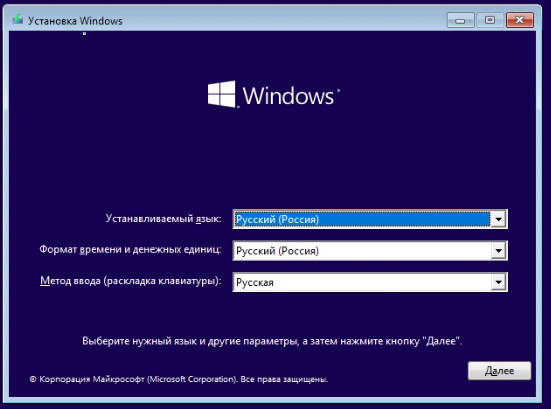 Установка Windows
Windows
Устанавливаемый язык: Русский (Россия)
Формат времени и денежных единиц: Русский (Россия)
Метод ввода (раскладка клавиатуры): Русская
Выберите нужный язык и другие параметры, а затем нажмите кнопку "Далее".
Далее
© Корпорация Майкрософт (Microsoft Corporation). Все права защищены.